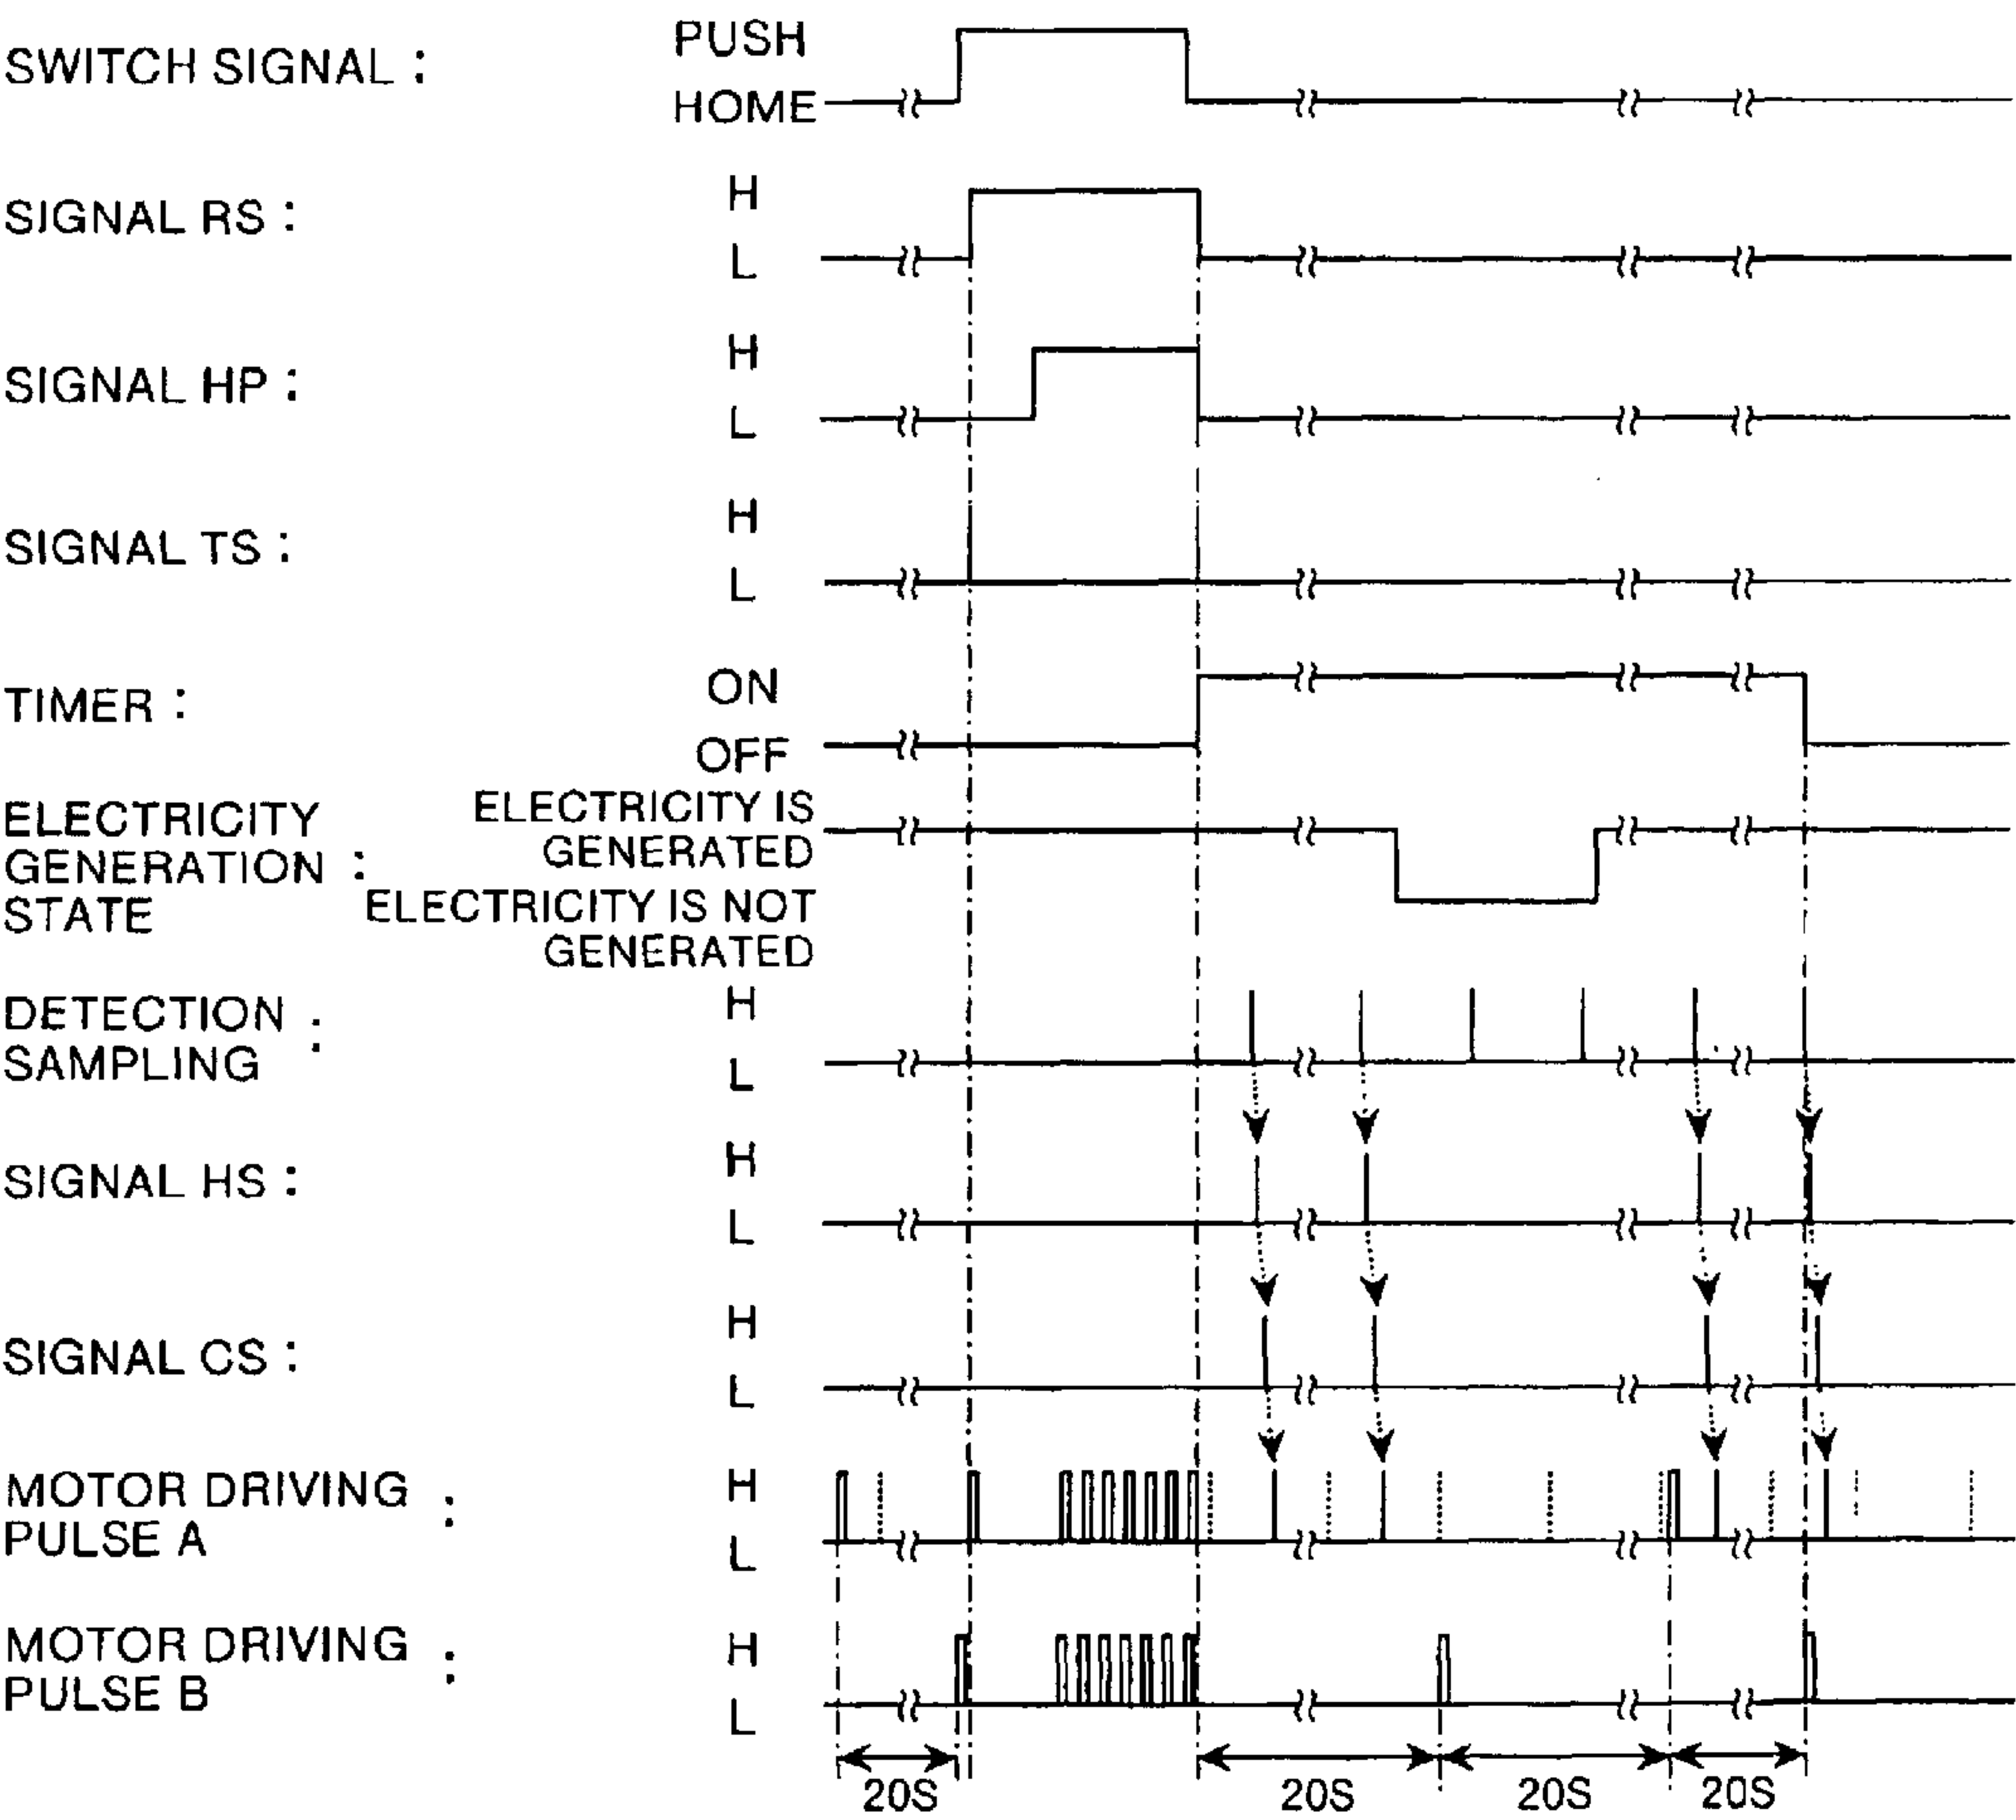 SWITCH SIGNAL :
PUSH
HOME
SIGNAL RS :
H
L
SIGNAL HP :
H
L
SIGNAL TS :
H
L
TIMER :
ON
OFF
ELECTRICITY
GENERATION :
STATE
ELECTRICITY IS
GENERATED
ELECTRICITY IS NOT
GENERATED
DETECTION :
SAMPLING
H
L
SIGNAL HS :
H
L
SIGNAL CS :
H
L
MOTOR DRIVING :
PULSE A
H
L
MOTOR DRIVING :
PULSE B
H
L
20S
20S
20S
20S